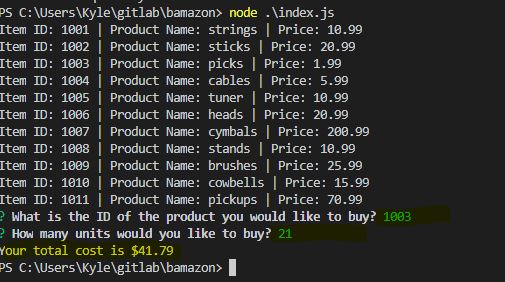 PS C:\Users\Kyle\gitlab\bamazon> node .\index.js
Item ID: 1001 | Product Name: strings | Price: 10.99
Item ID: 1002 | Product Name: sticks | Price: 20.99
Item ID: 1003 | Product Name: picks | Price: 1.99
Item ID: 1004 | Product Name: cables | Price: 5.99
Item ID: 1005 | Product Name: tuner | Price: 10.99
Item ID: 1006 | Product Name: heads | Price: 20.99
Item ID: 1007 | Product Name: cymbals | Price: 200.99
Item ID: 1008 | Product Name: stands | Price: 10.99
Item ID: 1009 | Product Name: brushes | Price: 25.99
Item ID: 1010 | Product Name: cowbells | Price: 15.99
Item ID: 1011 | Product Name: pickups | Price: 70.99
? What is the ID of the product you would like to buy? 1003
? How many units would you like to buy? 21
Your total cost is $41.79
PS C:\Users\Kyle\gitlab\bamazon>